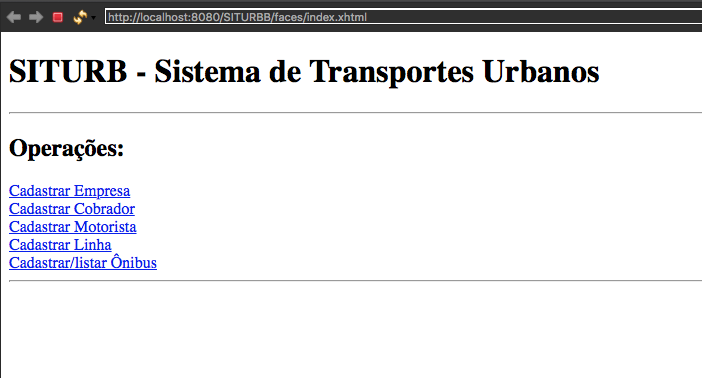 http://localhost:8080/SITURBB/faces/index.xhtml
SITURB - Sistema de Transportes Urbanos
Operações:
Cadastrar Empresa
Cadastrar Cobrador
Cadastrar Motorista
Cadastrar Linha
Cadastrar/listar Ônibus